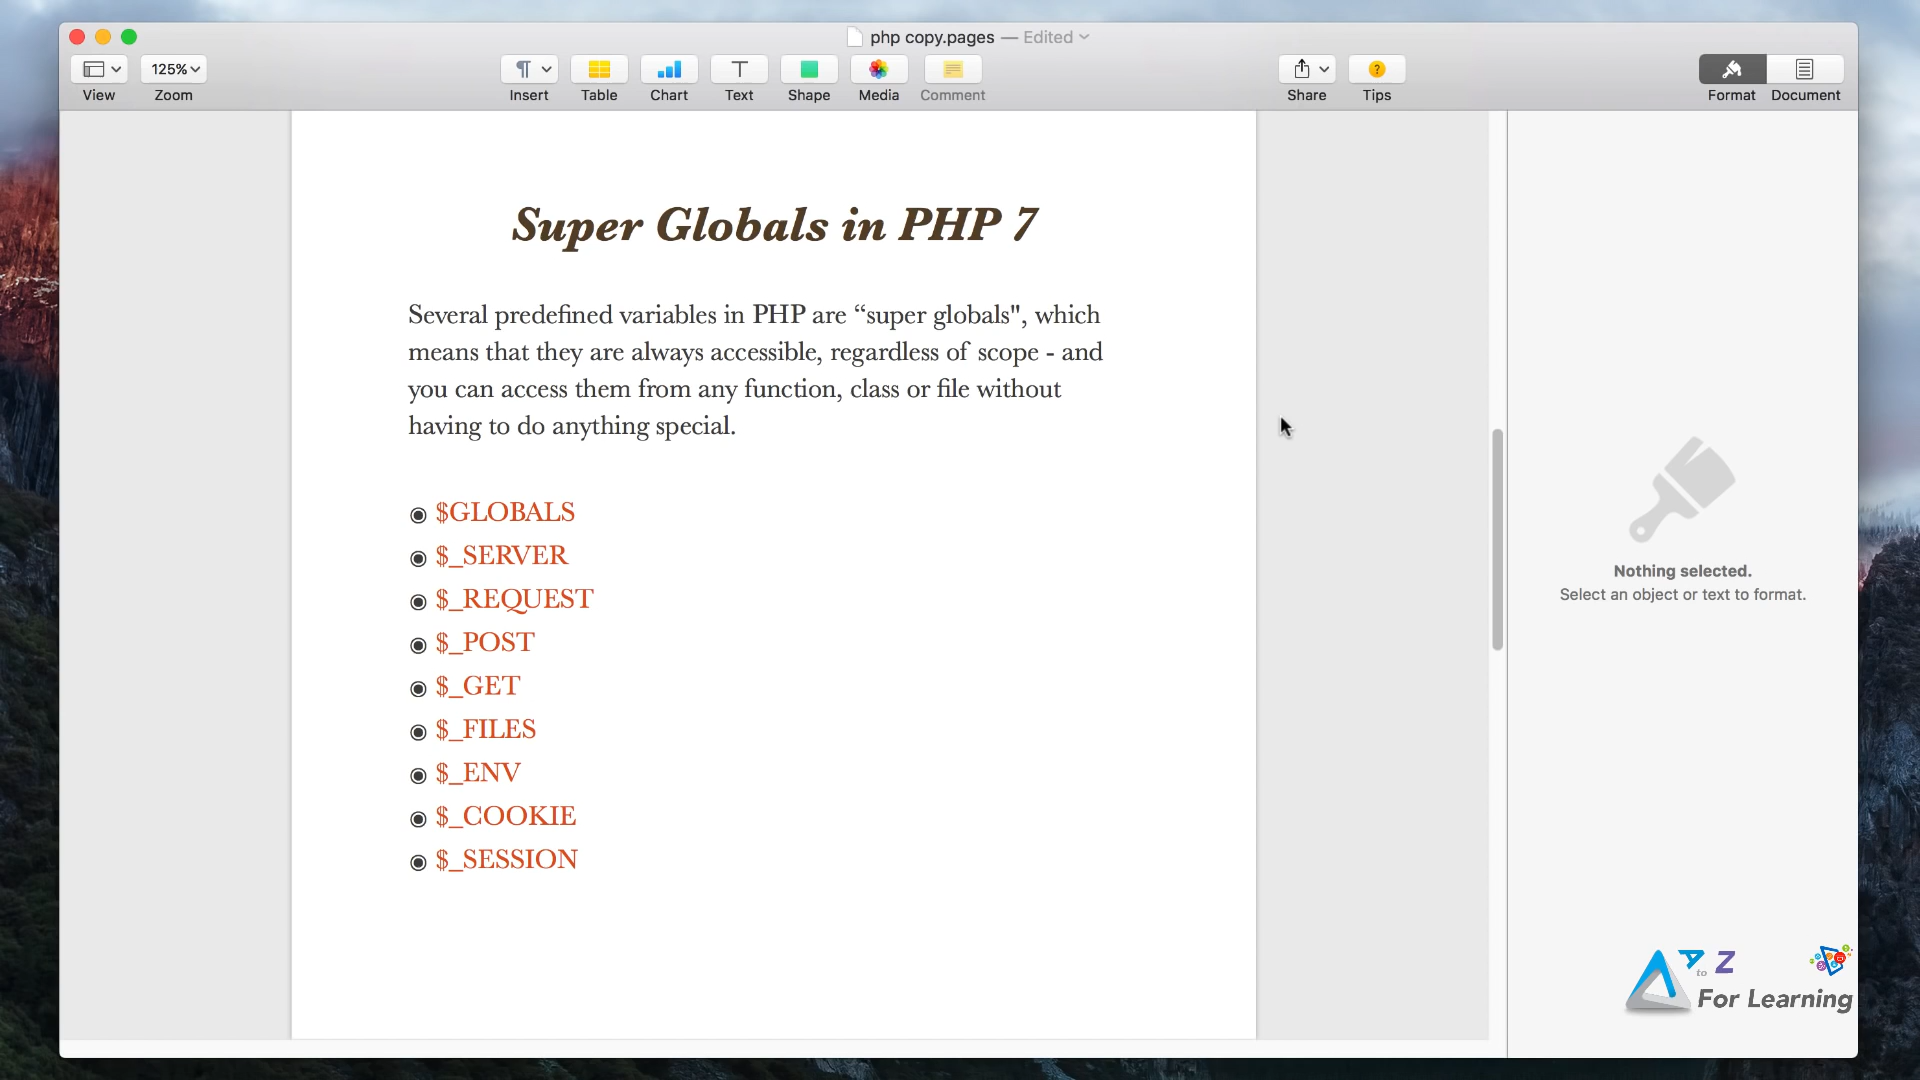 php copy.pages — Edited
125%
View
Zoom
Insert
Table
Chart
Text
Shape
Media
Comment
Share
Tips
Format
Document
Super Globals in PHP 7
Several predefined variables in PHP are “super globals", which
means that they are always accessible, regardless of scope - and
you can access them from any function, class or file without
having to do anything special.
◉ $GLOBALS
◉ $_SERVER
◉ $_REQUEST
◉ $_POST
◉ $_GET
◉ $_FILES
◉ $_ENV
◉ $_COOKIE
◉ $_SESSION
Nothing selected.
Select an object or text to format.
A to Z
For Learning